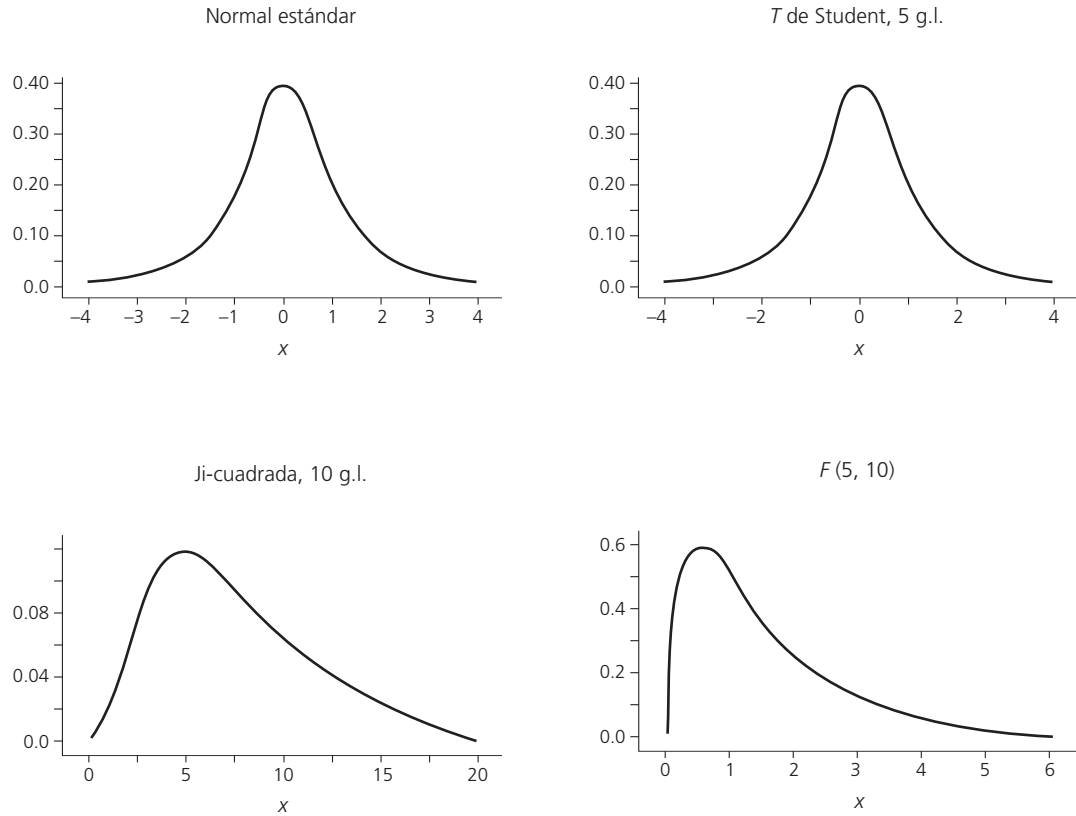 Normal estándar
0.40
0.30
0.20
0.10
0.0
–4 –3 –2 –1 0 1 2 3 4
x
T de Student, 5 g.l.
0.40
0.30
0.20
0.10
0.0
–4 –2 0 2 4
x
Ji-cuadrada, 10 g.l.
0.08
0.04
0.0
0 5 10 15 20
x
F (5, 10)
0.6
0.4
0.2
0.0
0 1 2 3 4 5 6
x